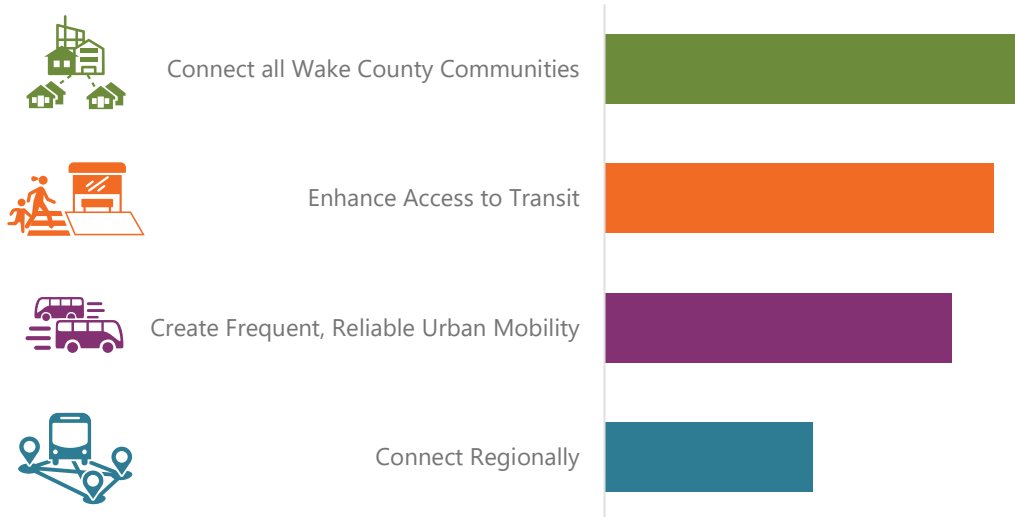 Connect all Wake County Communities
Enhance Access to Transit
Create Frequent, Reliable Urban Mobility
Connect Regionally